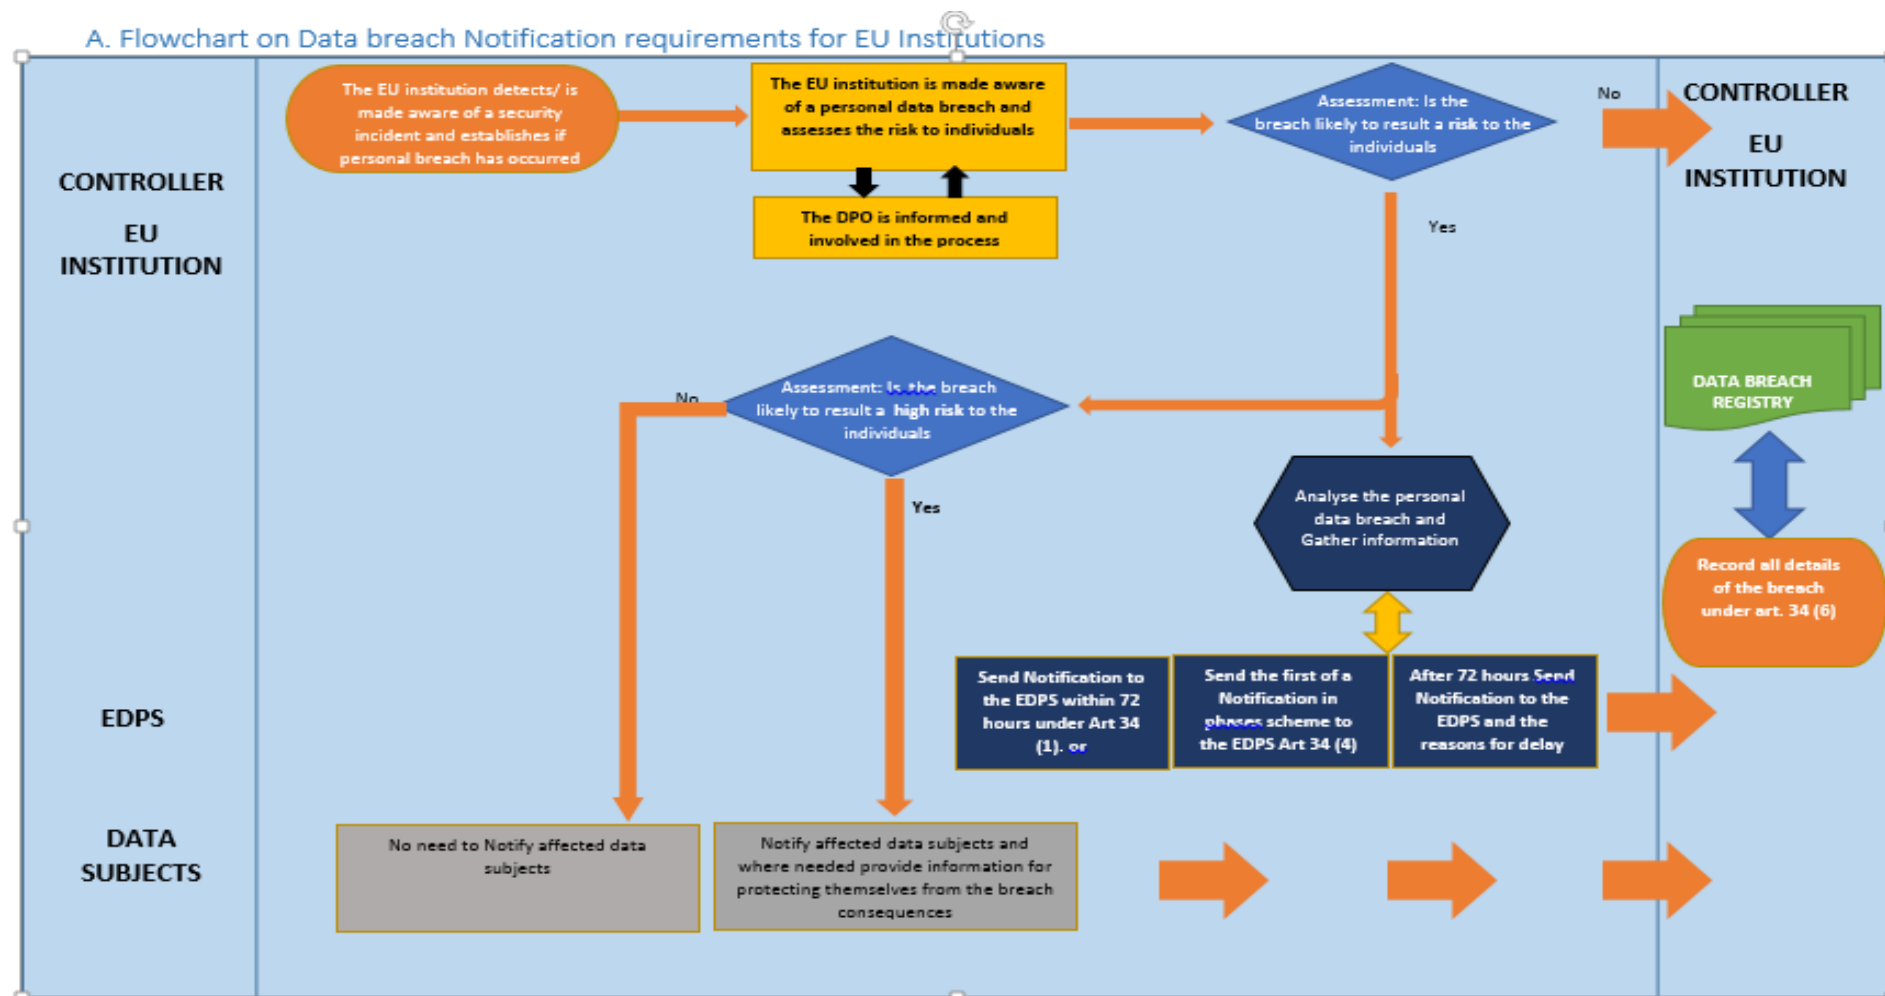 A. Flowchart on Data breach Notification requirements for EU Institutions
The EU institution detects/ is
made aware of a security
incident and establishes if
personal breach has occurred
The EU institution is made aware
of a personal data breach and
assesses the risk to individuals
The DPO is informed and
involved in the process
Assessment: Is the
breach likely to result a risk to the
individuals
No
Yes
CONTROLLER
EU
INSTITUTION
CONTROLLER
EU
INSTITUTION
Assessment: Is the breach
likely to result a high risk to the
individuals
No
Yes
Analyse the personal
data breach and
Gather information
DATA BREACH
REGISTRY
Record all details
of the breach
under art. 34 (6)
EDPS
Send Notification to
the EDPS within 72
hours under Art 34
(1). or
Send the first of a
Notification in
phases scheme to
the EDPS Art 34 (4)
After 72 hours Send
Notification to the
EDPS and the
reasons for delay
DATA
SUBJECTS
No need to Notify affected data
subjects
Notify affected data subjects and
where needed provide information for
protecting themselves from the breach
consequences